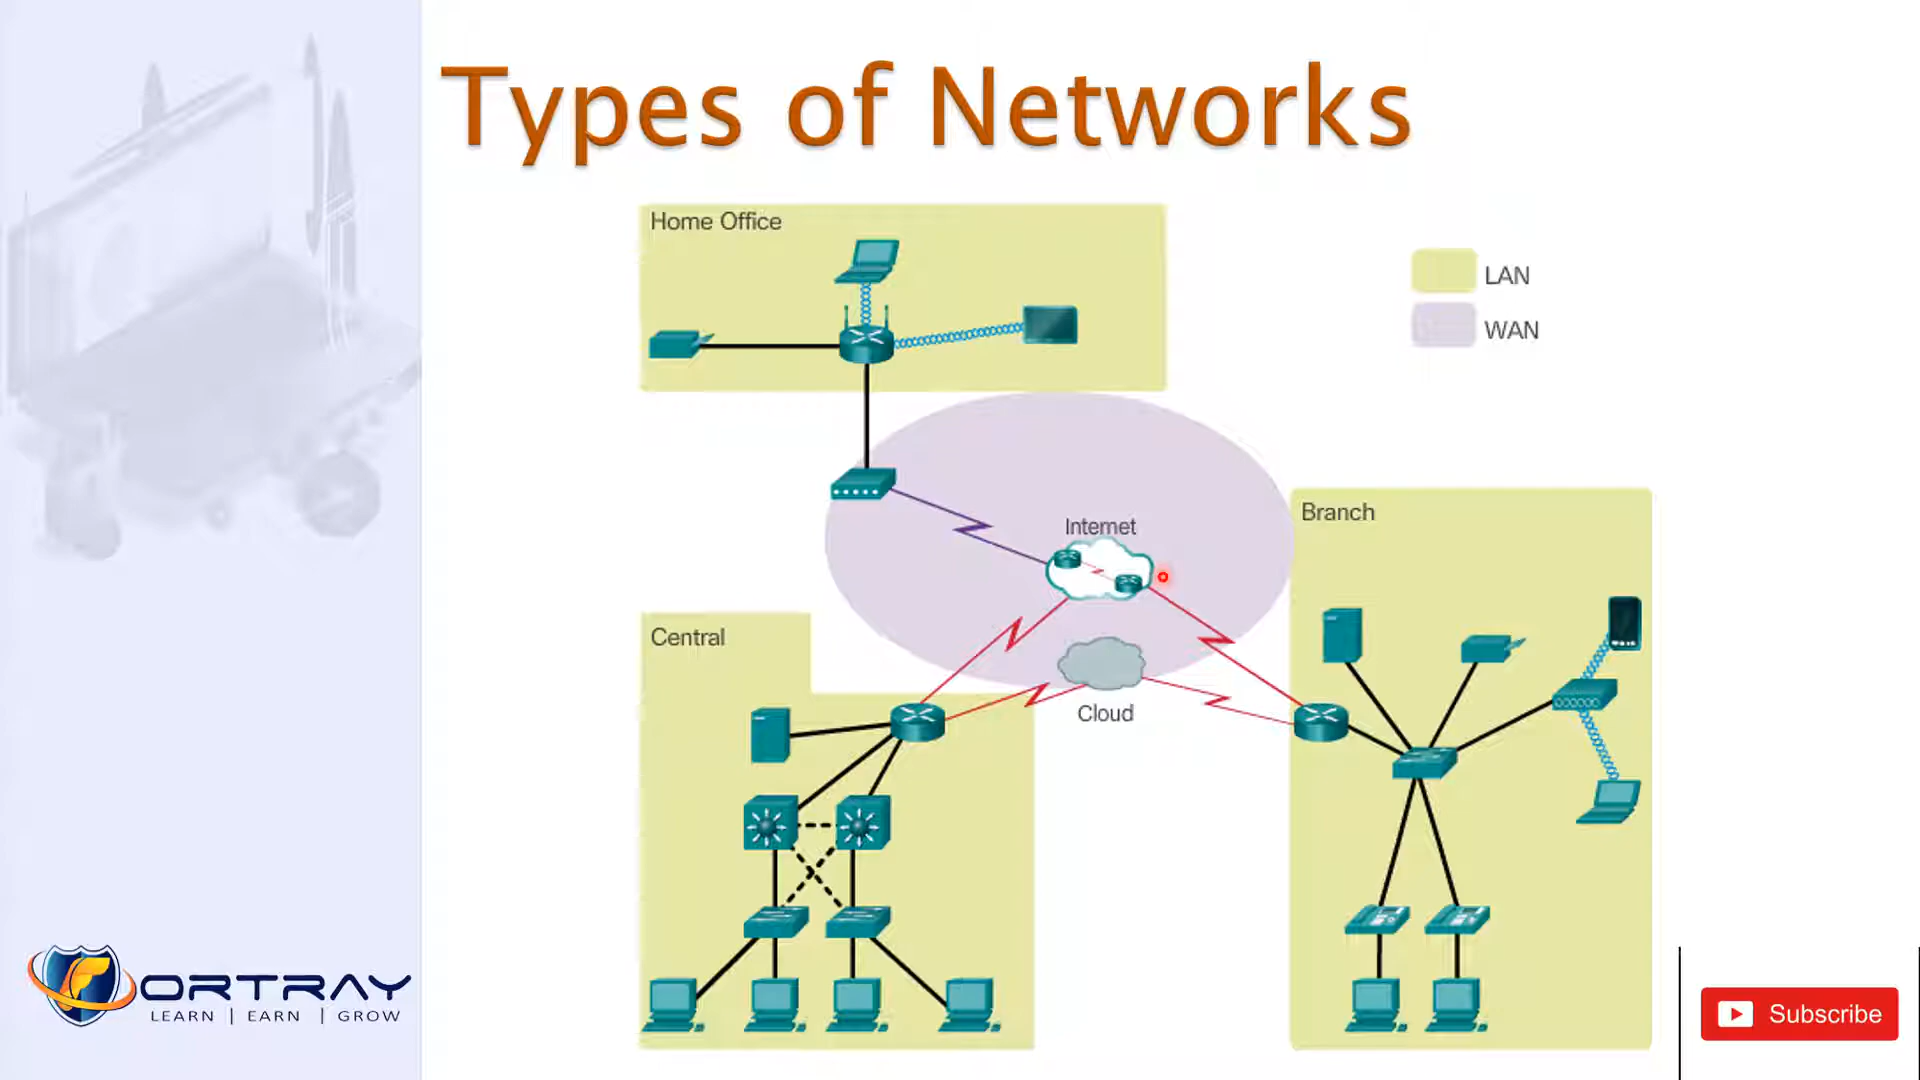 Types of Networks
Home Office
LAN
WAN
Internet
Branch
Central
Cloud
ORTRAY
LEARN | EARN | GROW
Subscribe